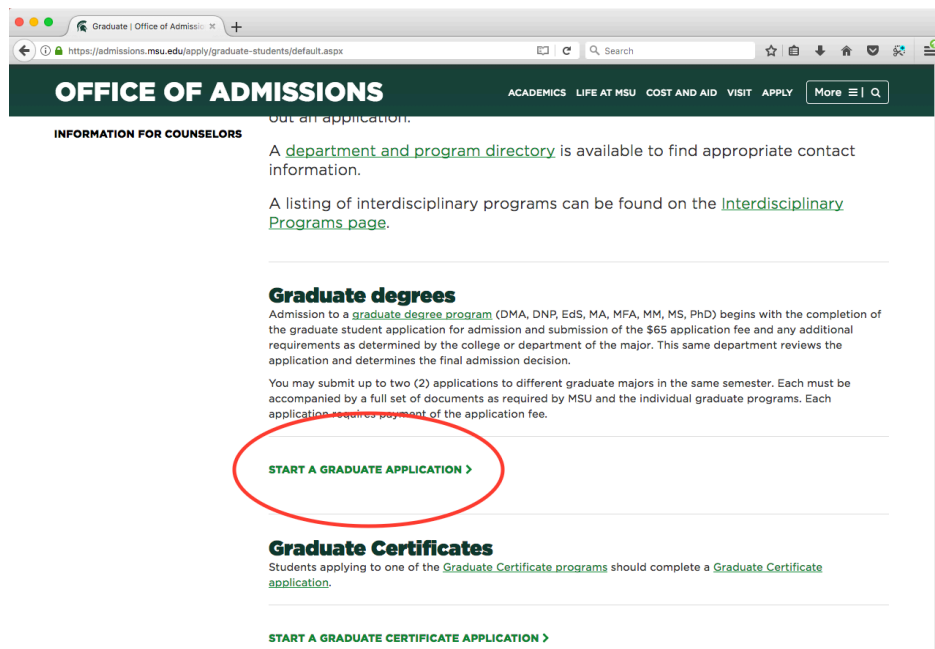 Graduate | Office of Admissio
https://admissions.msu.edu/apply/graduate-students/default.aspx
Search
OFFICE OF ADMISSIONS
ACADEMICS LIFE AT MSU COST AND AID VISIT APPLY More
INFORMATION FOR COUNSELORS
out an application.
A department and program directory is available to find appropriate contact
information.
A listing of interdisciplinary programs can be found on the Interdisciplinary
Programs page.
Graduate degrees
Admission to a graduate degree program (DMA, DNP, EdS, MA, MFA, MM, MS, PhD) begins with the completion of
the graduate student application for admission and submission of the $65 application fee and any additional
requirements as determined by the college or department of the major. This same department reviews the
application and determines the final admission decision.
You may submit up to two (2) applications to different graduate majors in the same semester. Each must be
accompanied by a full set of documents as required by MSU and the individual graduate programs. Each
application requires payment of the application fee.
START A GRADUATE APPLICATION >
Graduate Certificates
Students applying to one of the Graduate Certificate programs should complete a Graduate Certificate
application.
START A GRADUATE CERTIFICATE APPLICATION >